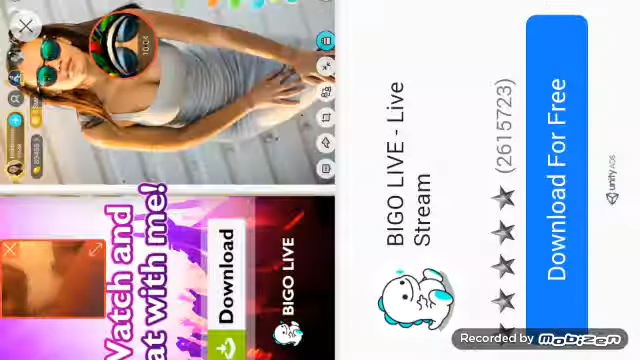 Watch and
at with me!
Download
BIGO LIVE
BIGO LIVE - Live
Stream
(2615723)
Download For Free
unity ADS
Recorded by MOBIZEN